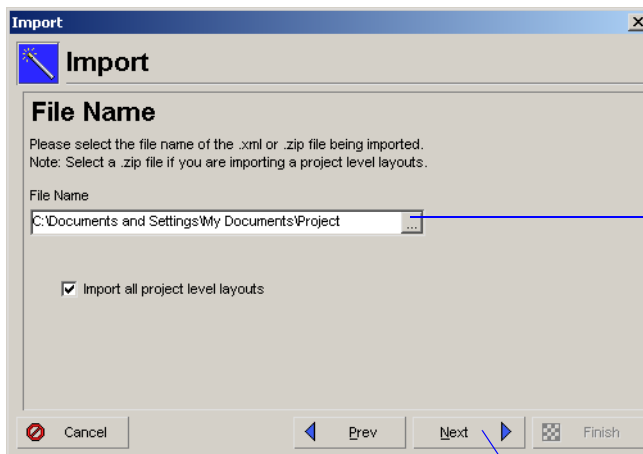 Import
Import
File Name
Please select the file name of the .xml or .zip file being imported.
Note: Select a .zip file if you are importing a project level layouts.
File Name
C:\Documents and Settings\My Documents\Project
...
Import all project level layouts
Cancel
Prev
Next
Finish